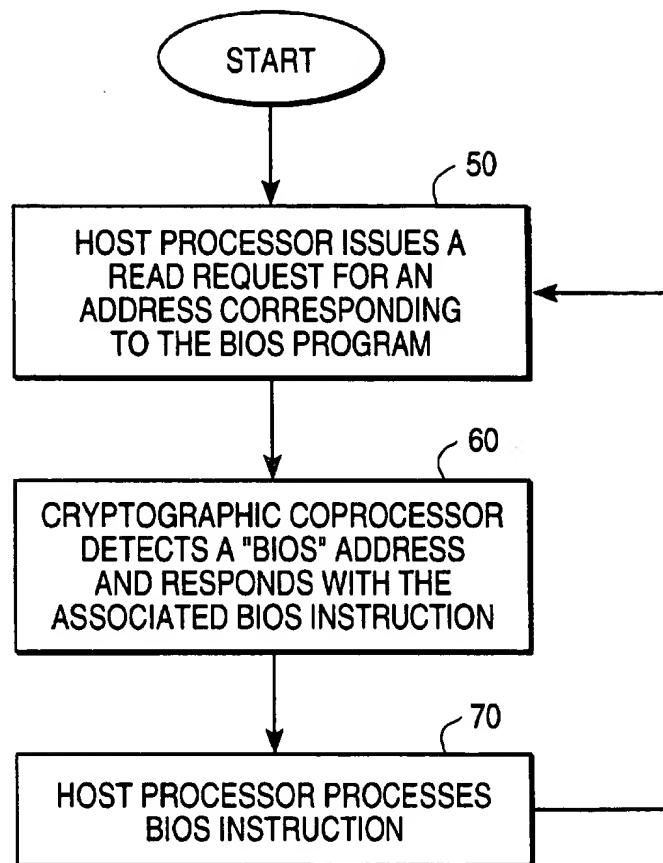 START
50
HOST PROCESSOR ISSUES A
READ REQUEST FOR AN
ADDRESS CORRESPONDING
TO THE BIOS PROGRAM
60
CRYPTOGRAPHIC COPROCESSOR
DETECTS A "BIOS" ADDRESS
AND RESPONDS WITH THE
ASSOCIATED BIOS INSTRUCTION
70
HOST PROCESSOR PROCESSES
BIOS INSTRUCTION